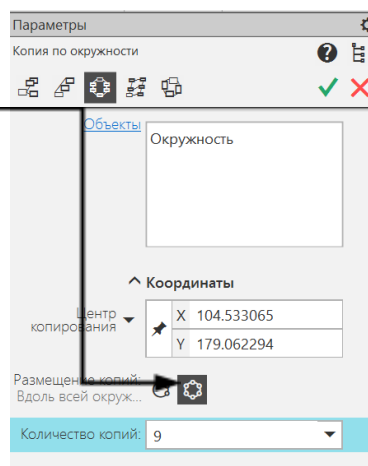 Параметры
Копия по окружности
Объекты
Окружность
Координаты
Центр
копирования
X 104.533065
Y 179.062294
Размещение копий:
Вдоль всей окруж...
Количество копий: 9